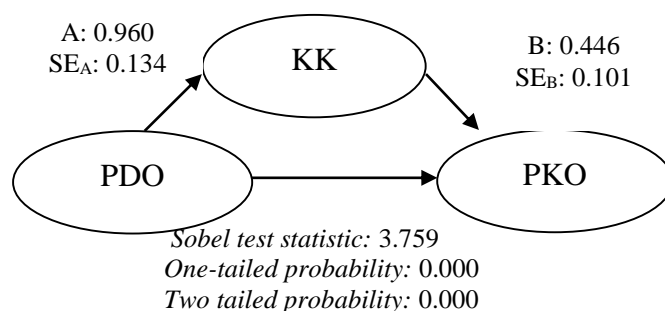 A: 0.960
SEA: 0.134
KK
B: 0.446
SEB: 0.101
PDO
PKO
Sobel test statistic: 3.759
One-tailed probability: 0.000
Two tailed probability: 0.000